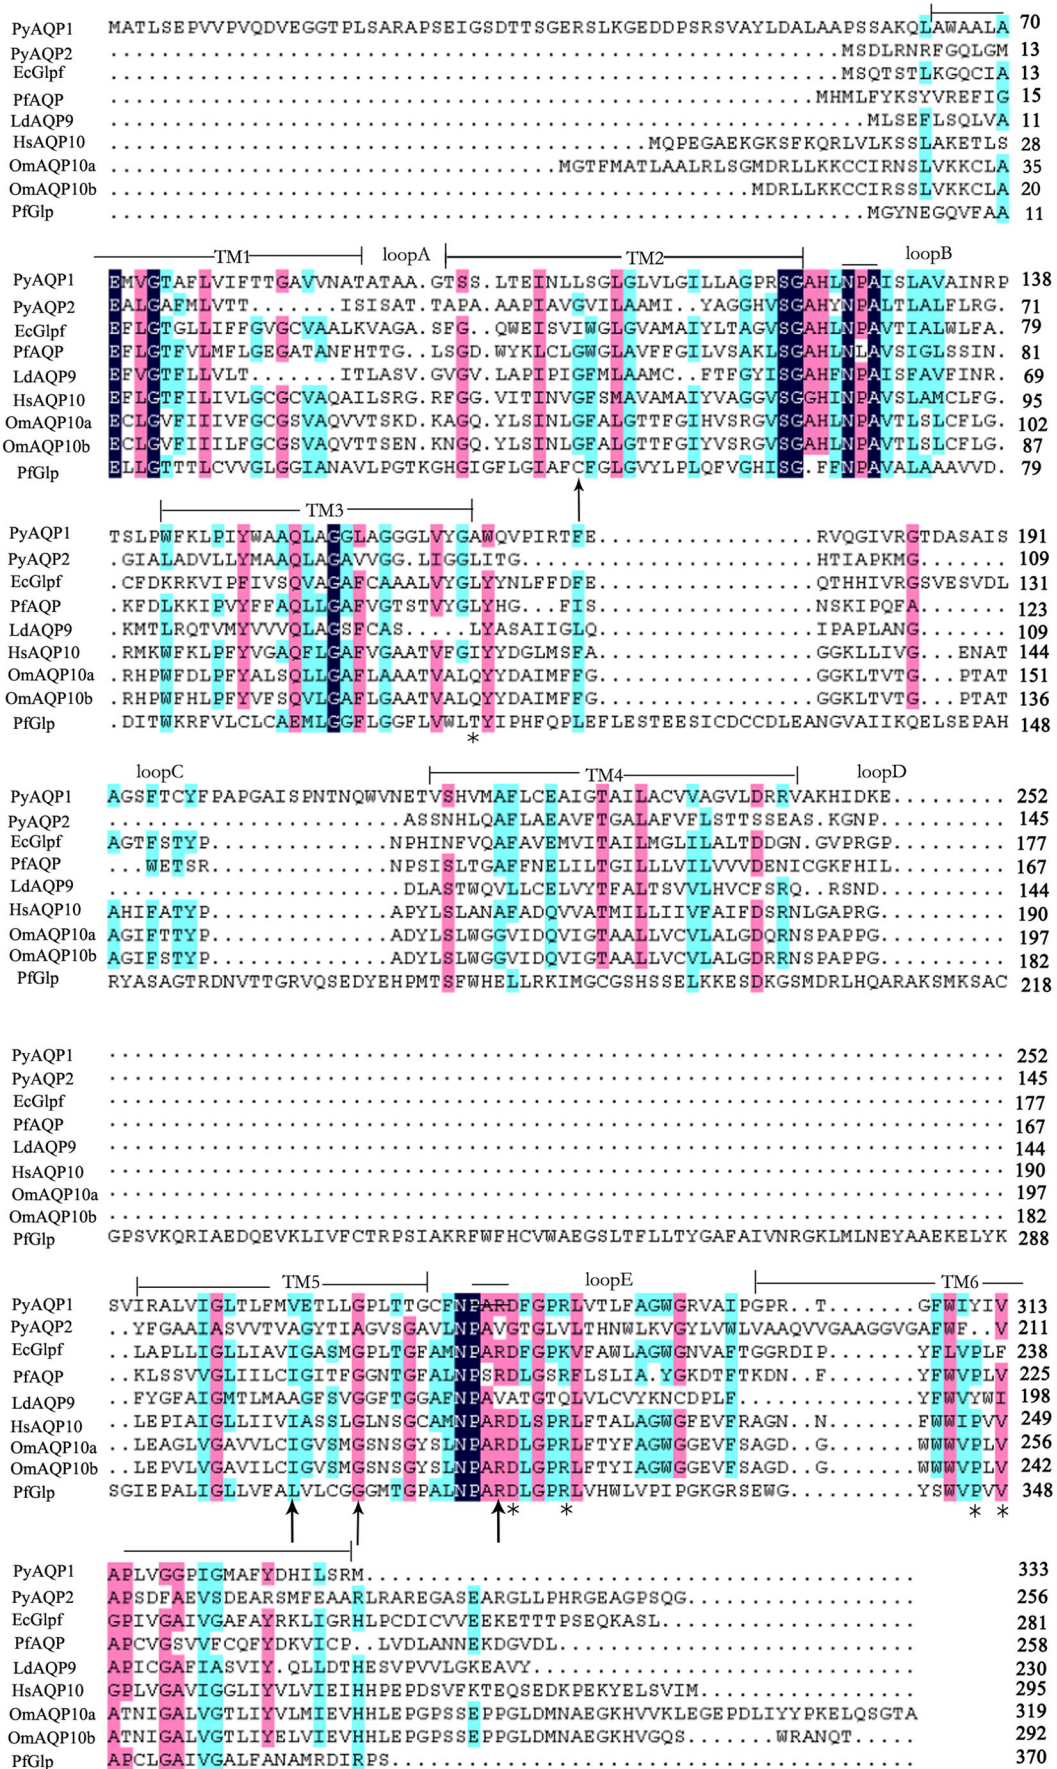 PyAQP1 MATLSEPVVPVQDVEGGTPLSARAPSEIGSDTTSGERSLKGEDDPSRSVAYLDALAAPSSAKQLAWAALA 70
PyAQP2 .........................................................MSDLRNRFGQLGM 13
EcGlpf .........................................................MSQTSTLKGQCIA 13
PfAQP .......................................................MHMLFYKSYVREFIG 15
LdAQP9 ...........................................................MLSEFLSQLVA 11
HsAQP10 ..........................................MQPEGAEKGKSFKQRLVLKSSLAKETLS 28
OmAQP10a ...................................MGTFMATLAALRLSGMDRLLKKCCIRNSLVKKCLA 35
OmAQP10b ..................................................MDRLLKKCCIRSSLVKKCLA 20
PfGlp ...........................................................MGYNEGQVFAA 11
TM1 loopA TM2 loopB
PyAQP1 EMVGTAFLVIFTTGAVVNATATAA.GTSS.LTEINLLSGLGLVLGILLAGPRSGAHLNPAISLAVAINRP 138
PyAQP2 EALGAFMLVTT......ISISAT.TAPA.AAPIAVGVILAAMI..YAGGHVSGAHYNPALTLALFLRG. 71
EcGlpf EFLGTGLLIFFGVGCVAALKVAGA.SFG..QWEISVIWGLGVAMAIYLTAGVSGAHLNPAVTIALWLFA. 79
PfAQP EFLGTFVLMFLGEGATANFHTTG..LSGD.WYKLCLGWGLAVFFGILVSAKLSGAHLNLAVSIGLSSIN. 81
LdAQP9 EFVGTFLLVLT......ITLASV.GVGV.LAPIPIGFMLAAMC..FTFGYISGAHFNPAISFAVFINR. 69
HsAQP10 EFLGTFILIVLGCGCVAQAILSRG.RFGG.VITINVGFSMAVAMAIYVAGGVSGGHINPAVSLAMCLFG. 95
OmAQP10a ECLGVFIIIVFGCGSVAQVVTSKD.KAGQ.YLSINLGFALGTTFGIHVSRGVSGAHLNPAVTLSLCFLG. 102
OmAQP10b ECLGVFIIILFGCGSVAQVTTSEN.KNGQ.YLSINLGFALGTTFGIYVSRGVSGAHLNPAVTLSLCFLG. 87
PfGlp ELLGTTTLCVVGLGGIANAVLPGTKGHGIGFLGIAFCFGLGVYLPLQFVGHISG.FFNPAVALAAAVVD. 79
TM3
PyAQP1 TSLPWFKLPIYWAAQLAGGLAGGGLVYGAWQVPIRTFE.................RVQGIVRGTDASAIS 191
PyAQP2 .GIALADVLLYMAAQLAGAVVGG.LIGGLITG.......................HTIAPKMG....... 109
EcGlpf .CFDKRKVIPFIVSQVAGAFCAAALVYGLYYNLFFDFE.................QTHHIVRGSVESVDL 131
PfAQP .KFDLKKIPVYFFAQLLGAFVGTSTVYGLYHG...FIS.................NSKIPQFA....... 123
LdAQP9 .KMTLRQTVMYVVVQLAGSFCAS.....LYASAIIGLQ.................IPAPLANG....... 109
HsAQP10 .RMKWFKLPFYVGAQFLGAFVGAATVFGIYYDGLMSFA.................GGKLLIVG...ENAT 144
OmAQP10a .RHPWFDLPFYALSQLLGAFLAAATVALQYYDAIMFFG.................GGKLTVTG...PTAT 151
OmAQP10b .RHPWFHLPFYVFSQVLGAFLGAATVALQYYDAIMFFG.................GGKLTVTG...PTAT 136
PfGlp .DITWKRFVLCLCAEMLGGFLGGFLVWLTYIPHFQPLEFLESTEESICDCCDLEANGVAIIKQELSEPAH 148
*
loopC TM4 loopD
PyAQP1 AGSFTCYFPAPGAISPNTNQWVNETVSHVMAFLCEAIGTAILACVVAGVLDRRVAKHIDKE......... 252
PyAQP2 .......................ASSNHLQAFLAEAVFTGALAFVFLSTTSSEAS.KGNP.......... 145
EcGlpf AGTFSTYP..............NPHINFVQAFAVEMVITAILMGLILALTDDGN.GVPRGP......... 177
PfAQP ...WETSR..............NPSISLTGAFFNELILTGILLLVILVVVDENICGKFHIL......... 167
LdAQP9 .......................DLASTWQVLLCELVYTFALTSVVLHVCFSRQ..RSND.......... 144
HsAQP10 AHIFATYP..............APYLSLANAFADQVVATMILLIIVFAIFDSRNLGAPRG.......... 190
OmAQP10a AGIFTTYP..............ADYLSLWGGVIDQVIGTAALLVCVLALGDQRNSPAPPG.......... 197
OmAQP10b AGIFSTYP..............ADYLSLWGGVIDQVIGTAALLVCVLALGDRRNSPAPPG.......... 182
PfGlp RYASAGTRDNVTTGRVQSEDYEHPMTSFWHELLRKIMGCGSHSSELKKESDKGSMDRLHQARAKSMKSAC 218
PyAQP1 ...................................................................... 252
PyAQP2 ...................................................................... 145
EcGlpf ...................................................................... 177
PfAQP ...................................................................... 167
LdAQP9 ...................................................................... 144
HsAQP10 ...................................................................... 190
OmAQP10a ...................................................................... 197
OmAQP10b ...................................................................... 182
PfGlp GPSVKQRIAEDQEVKLIVFCTRPSIAKRFWFHCVWAEGSLTFLLTYGAFAIVNRGKLMLNEYAAEKELYK 288
TM5 loopE TM6
PyAQP1 SVIRALVIGLTLFMVETLLGPLTTGCFNPARDFGPRLVTLFAGWGRVAIPGPR..T.......GFWIYIV 313
PyAQP2 ..YFGAAIASVVTVAGYTIAGVSGAVLNPAVGTGLVLTHNWLKVGYLVWLVAAQVVGAAGGVGAFWF..V 211
EcGlpf ..LAPLLIGLLIAVIGASMGPLTGFAMNPARDFGPKVFAWLAGWGNVAFTGGRDIP.......YFLVPLF 238
PfAQP ..KLSSVVGLIILCIGITFGGNTGFALNPSRDLGSRFLSLIA.YGKDTFTKDN..F.......YFWVPLV 225
LdAQP9 ..FYGFAIGMTLMAAGFSVGGFTGGAFNPAVATGTQLVLCVYKNCDPLF..............YFWVYWI 198
HsAQP10 ..LEPIAIGLLIIVIASSLGLNSGCAMNPARDLSPRLFTALAGWGFEVFRAGN..N.......FWWIPVV 249
OmAQP10a ..LEAGLVGAVVLCIGVSMGSNSGYSLNPARDLGPRLFTYFAGWGGEVFSAGD..G.......WWWVPLV 256
OmAQP10b ..LEPVLVGAVVLCIGVSMGSNSGYSLNPARDLGPRLFTYIAGWGGEVFSAGD..G.......WWWVPLV 242
PfGlp SGIEPALIGLLVFALVLCGGGMTGPALNPARDLGPRLVHWLVPIPGKGRSEWG..........YSWVPVV 348
* * * *
PyAQP1 APLVGGPIGMAFYDHILSRM........................................... 333
PyAQP2 APSDFAEVSDEARSMFEAARLRAREGASEARGLLPHRGEAGPSQG.................. 256
EcGlpf GPIVGAIVGAFAYRKLIGRHLPCDICVVEEKETTTPSEQKASL.................... 281
PfAQP APCVGSVVFCQFYDKVICP..LVDLANNEKDGVDL............................ 258
LdAQP9 APICGAFIASVIY.QLLDTHESVPVVLGKEAVY.............................. 230
HsAQP10 GPLVGAVIGGLIYVLVIEIHHPEPDSVFKTEQSEDKPEKYELSVIM................. 295
OmAQP10a ATNIGALVGTLIYVLMIEVHHLEPGPSSEPPGLDMNAEGKHVVKLEGEPDLIYYPKELQSGTA 319
OmAQP10b ATNIGALVGTLIYELVIEVHHLEPGPSSEPPGLDMNAEGKHVGQS.......WRANQT..... 292
PfGlp APCLGAIVGALFANAMRDIRPS......................................... 370